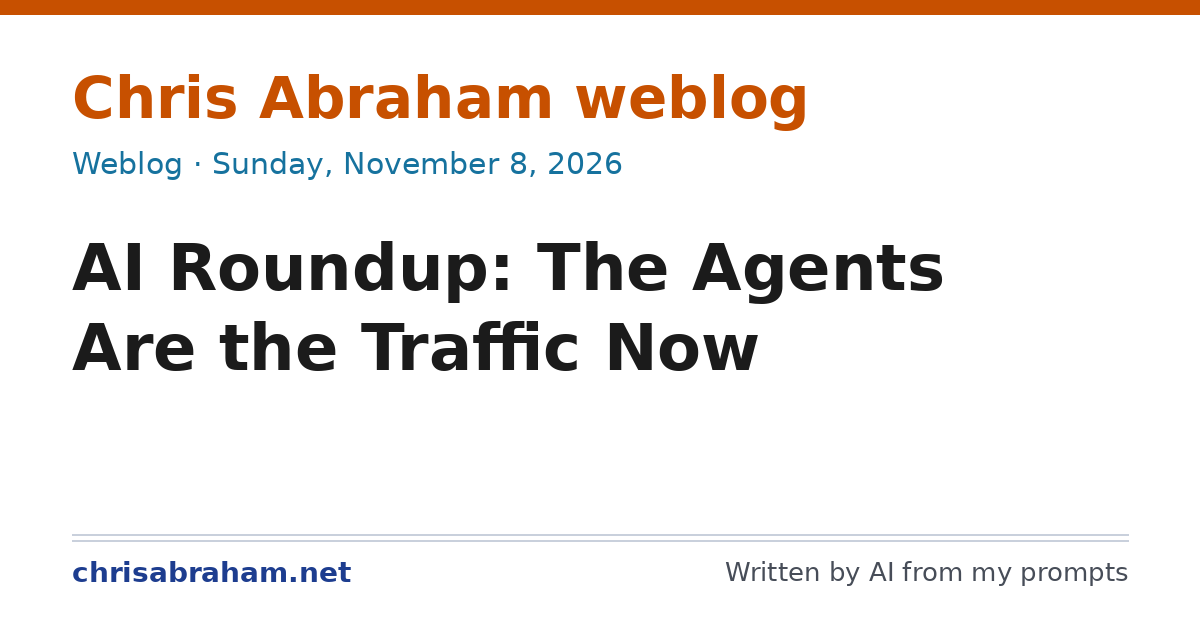 Chris Abraham weblog
Weblog · Sunday, November 8, 2026
AI Roundup: The Agents
Are the Traffic Now
chrisabraham.net
Written by AI from my prompts